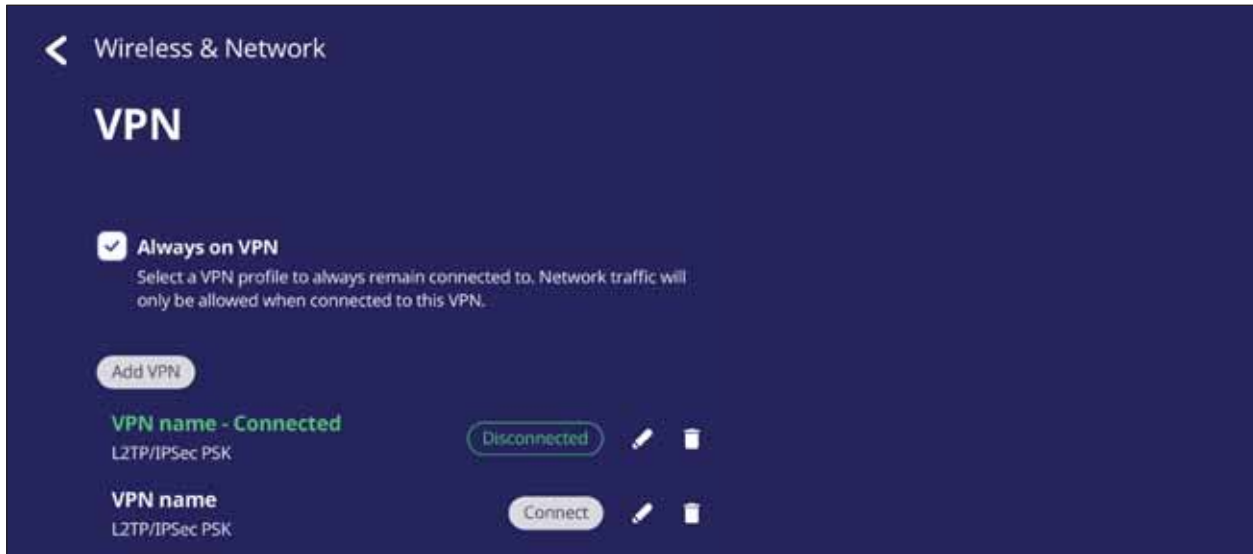 Wireless & Network
VPN
Always on VPN
Select a VPN profile to always remain connected to. Network traffic will
only be allowed when connected to this VPN.
Add VPN
VPN name - Connected
Disconnected
L2TP/IPSec PSK
VPN name
Connect
L2TP/IPSec PSK